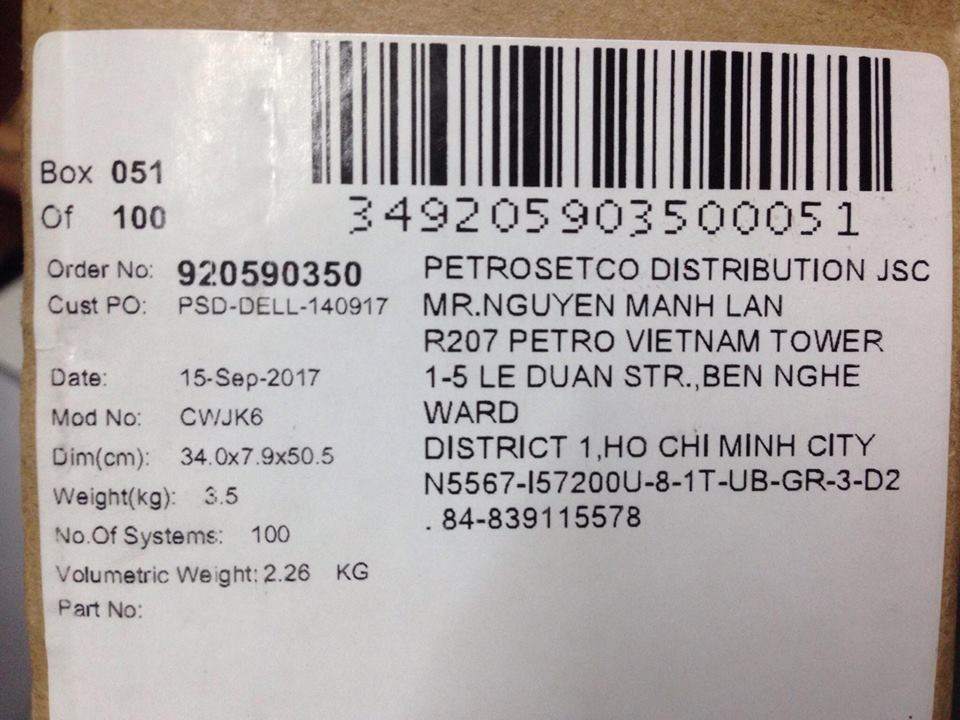 Box 051
Of 100
349205903500051
Order No: 920590350
Cust PO: PSD-DELL-140917
Date: 15-Sep-2017
Mod No: CWJK6
Dim(cm): 34.0x7.9x50.5
Weight(kg): 3.5
No.Of Systems: 100
Volumetric Weight: 2.26 KG
Part No:
PETROSETCO DISTRIBUTION JSC
MR.NGUYEN MANH LAN
R207 PETRO VIETNAM TOWER
1-5 LE DUAN STR.,BEN NGHE
WARD
DISTRICT 1,HO CHI MINH CITY
N5567-I57200U-8-1T-UB-GR-3-D2
. 84-839115578